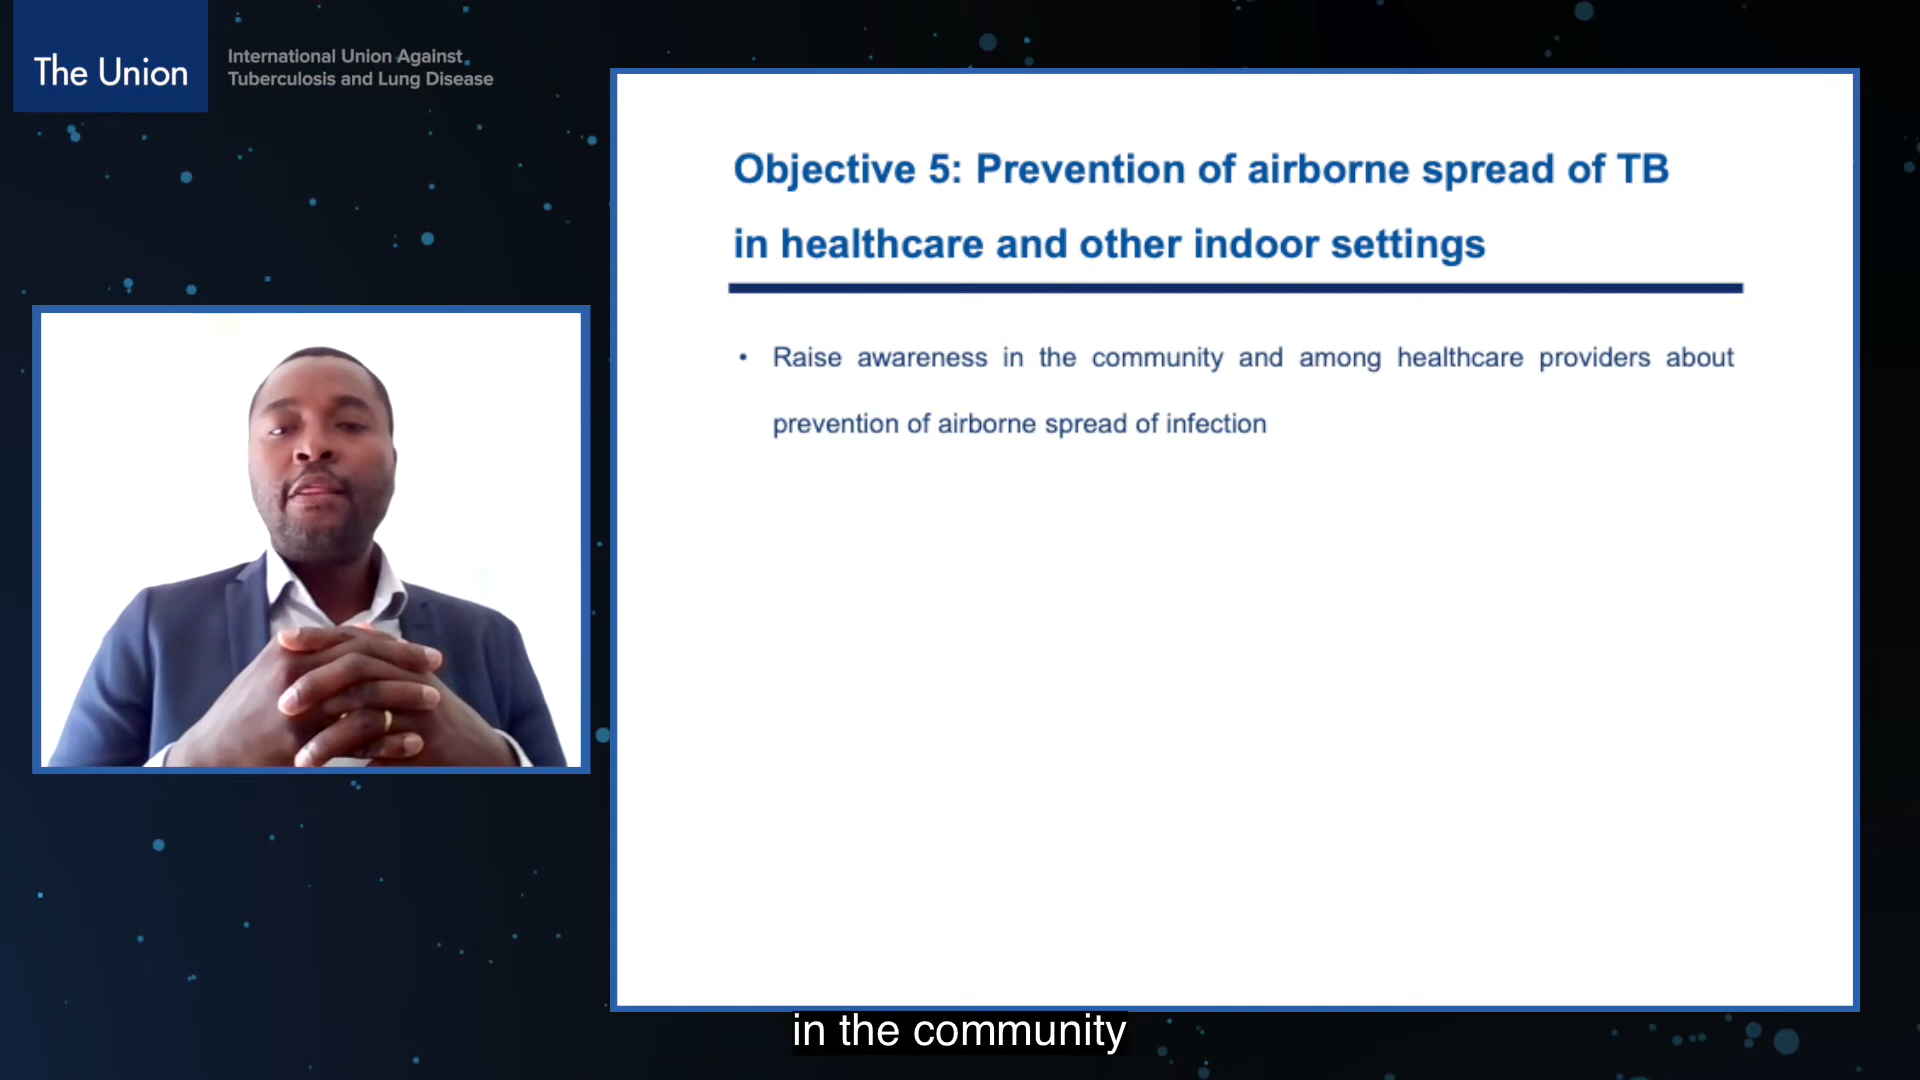 The Union
International Union Against
Tuberculosis and Lung Disease
Objective 5: Prevention of airborne spread of TB
in healthcare and other indoor settings
• Raise awareness in the community and among healthcare providers about
prevention of airborne spread of infection
in the community